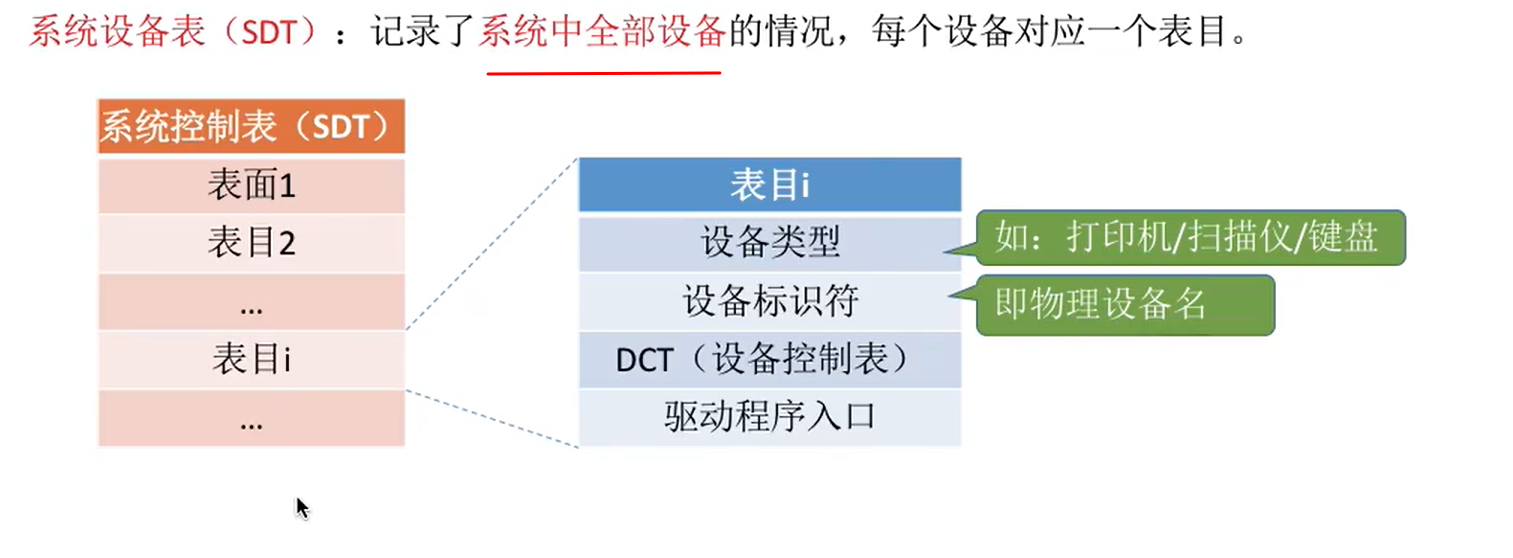 系统设备表（SDT）：记录了系统中全部设备的情况，每个设备对应一个表目。
系统控制表（SDT）
表面1
表目2
...
表目i
...
表目i
设备类型
设备标识符
DCT（设备控制表）
驱动程序入口
如：打印机/扫描仪/键盘
即物理设备名